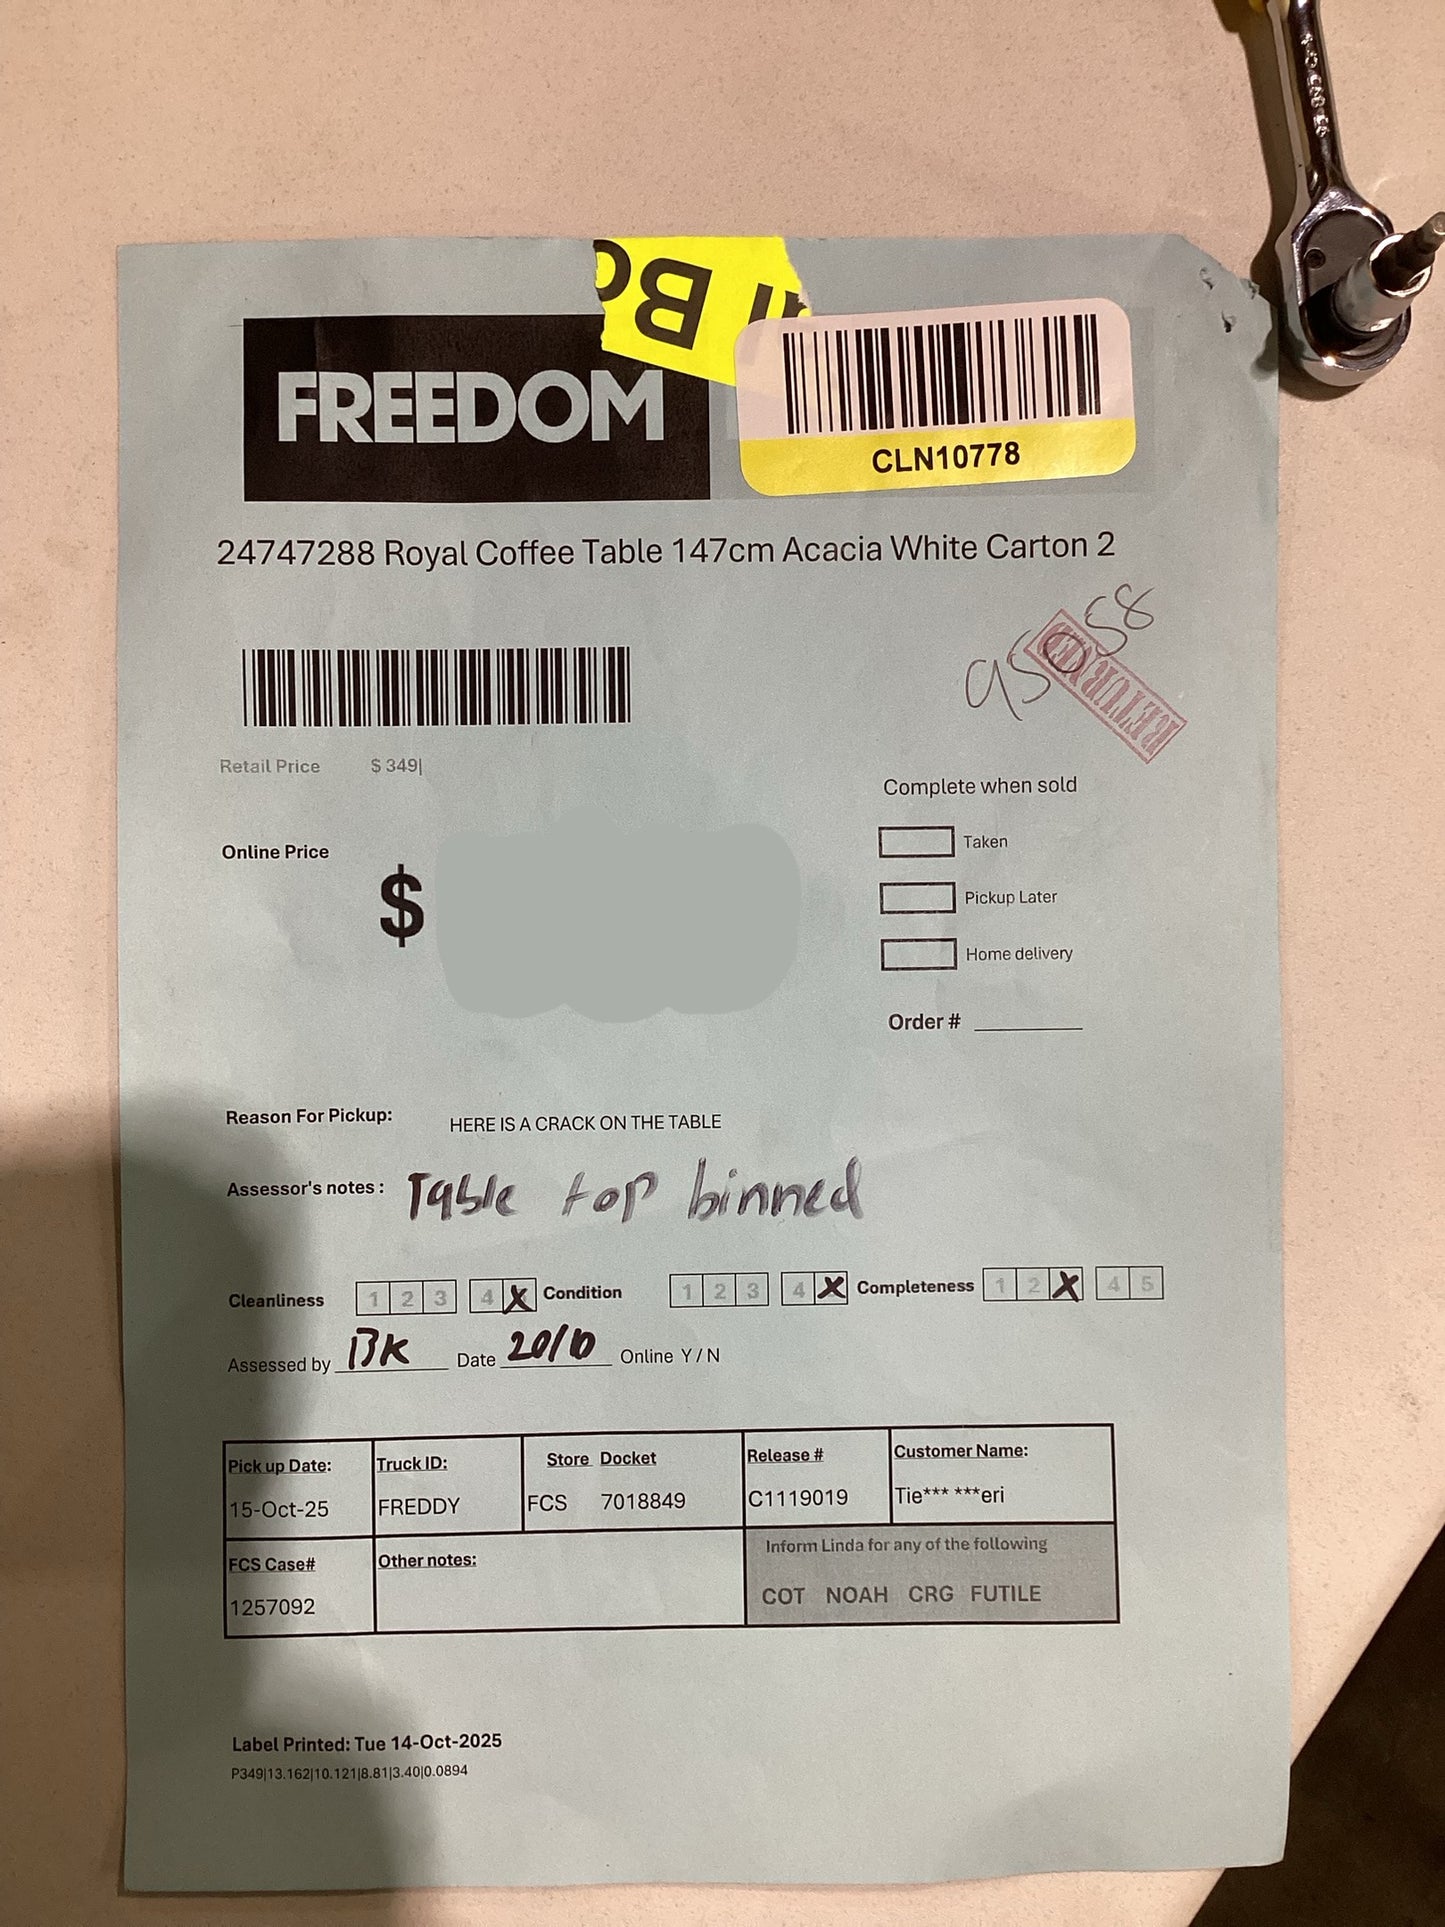 al Bo
FREEDOM
CLN10778
24747288 Royal Coffee Table 147cm Acacia White Carton 2
95058
RETURNED
Retail Price $ 349|
Complete when sold
Online Price
$
Taken
Pickup Later
Home delivery
Order #
Reason For Pickup: HERE IS A CRACK ON THE TABLE
Assessor's notes : Table top binned
Cleanliness 1 2 3 4 X Condition 1 2 3 4 X Completeness 1 2 X 4 5
Assessed by BK Date 20/10 Online Y / N
Pick up Date: Truck ID: Store Docket Release # Customer Name:
15-Oct-25 FREDDY FCS 7018849 C1119019 Tie*** ***eri
FCS Case# Other notes: Inform Linda for any of the following
1257092 COT NOAH CRG FUTILE
Label Printed: Tue 14-Oct-2025
P349|13.162|10.121|8.81|3.40|0.0894